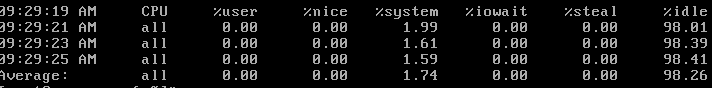 09:29:19 AM CPU %user %nice %system %iowait %steal %idle
09:29:21 AM all 0.00 0.00 1.99 0.00 0.00 98.01
09:29:23 AM all 0.00 0.00 1.61 0.00 0.00 98.39
09:29:25 AM all 0.00 0.00 1.59 0.00 0.00 98.41
Average: all 0.00 0.00 1.74 0.00 0.00 98.26